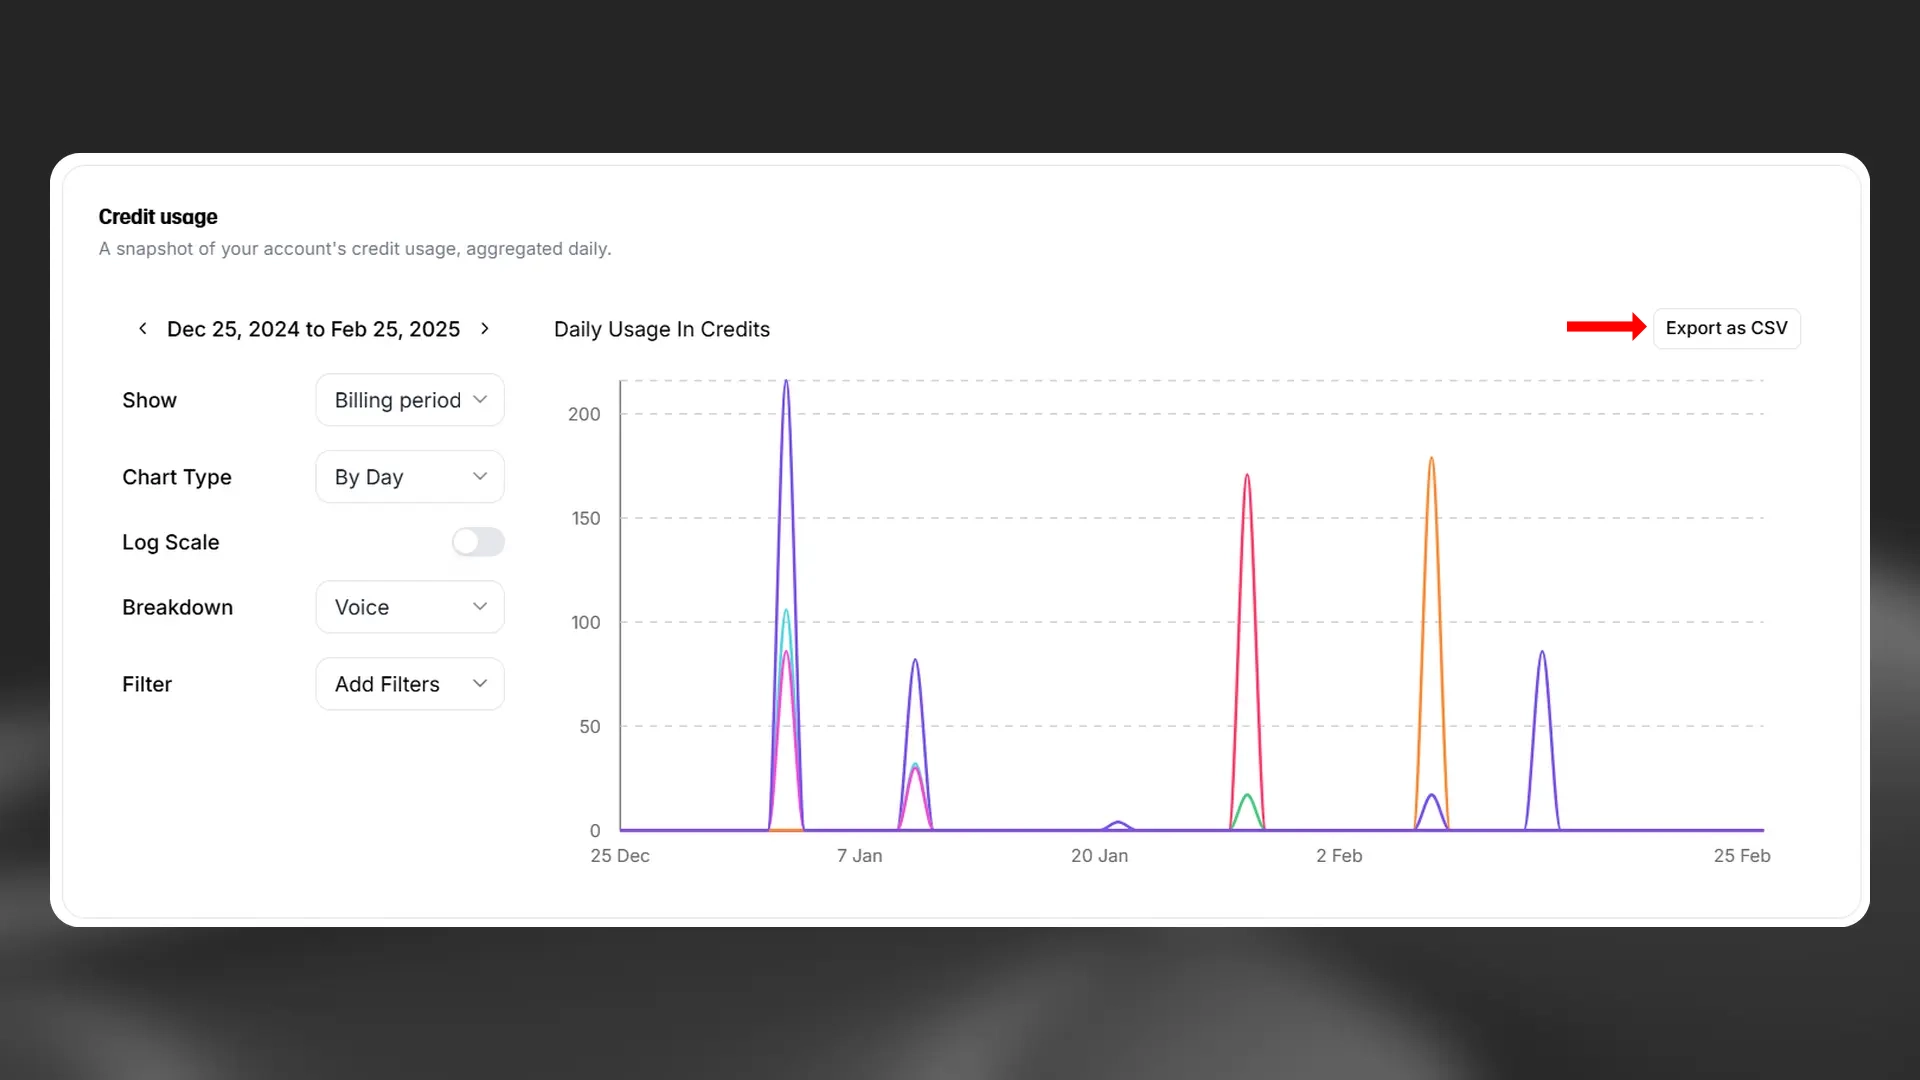 Credit usage
A snapshot of your account's credit usage, aggregated daily.
Dec 25, 2024 to Feb 25, 2025
Daily Usage In Credits
Export as CSV
Show
Billing period
Chart Type
By Day
Log Scale
Breakdown
Voice
Filter
Add Filters
200
150
100
50
0
25 Dec
7 Jan
20 Jan
2 Feb
25 Feb